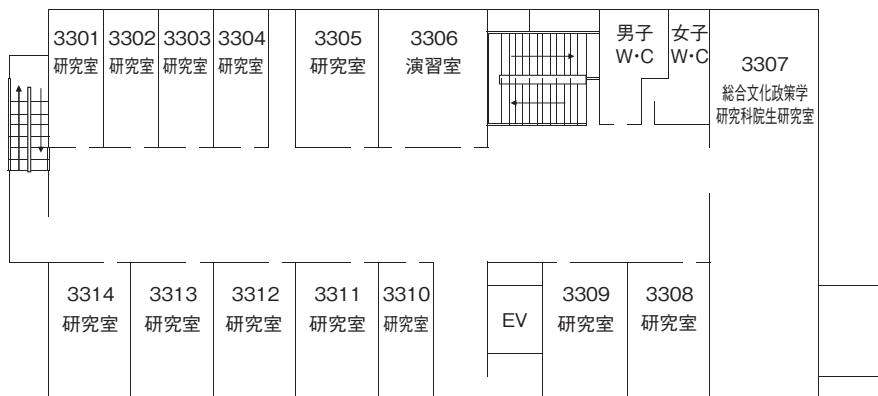 3301
研究室
3302
研究室
3303
研究室
3304
研究室
3305
研究室
3306
演習室
男子
W・C
女子
W・C
3307
総合文化政策学
研究科院生研究室
3314
研究室
3313
研究室
3312
研究室
3311
研究室
3310
研究室
EV
3309
研究室
3308
研究室